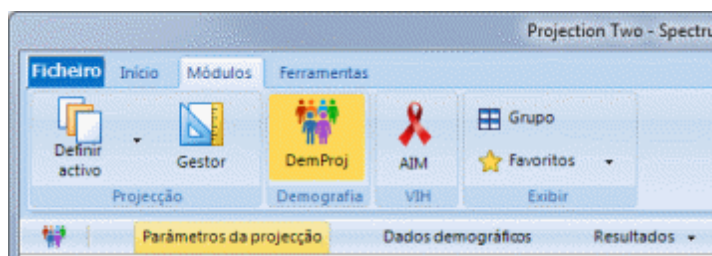 Projection Two - Spectru
Ficheiro Início Módulos Ferramentas
Definir activo
Gestor
DemProj
AIM
Grupo
Favoritos
Projecção Demografia VIH Exibir
Parâmetros da projecção Dados demográficos Resultados